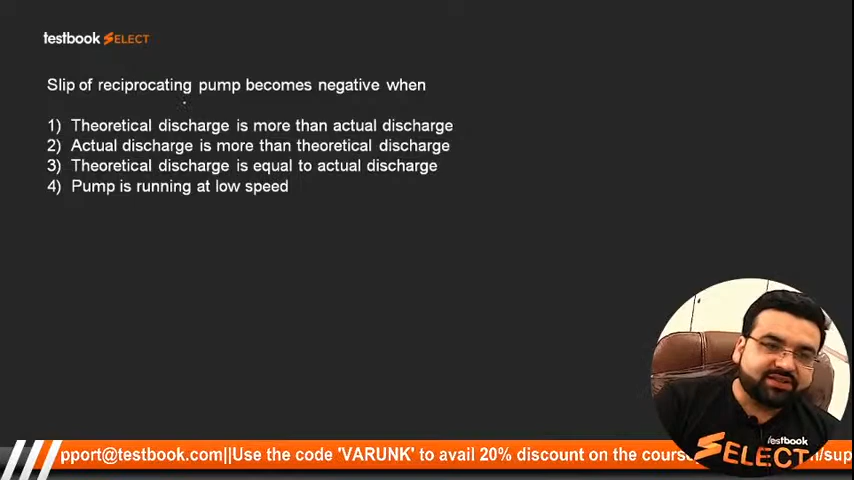 testbook SELECT
Slip of reciprocating pump becomes negative when
1) Theoretical discharge is more than actual discharge
2) Actual discharge is more than theoretical discharge
3) Theoretical discharge is equal to actual discharge
4) Pump is running at low speed
testbook
SELECT
pport@testbook.com||Use the code 'VARUNK' to avail 20% discount on the cours
/sup